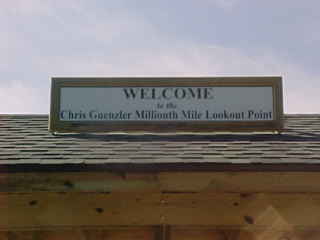 WELCOME
to the
Chris Guenzler Millionth Mile Lookout Point